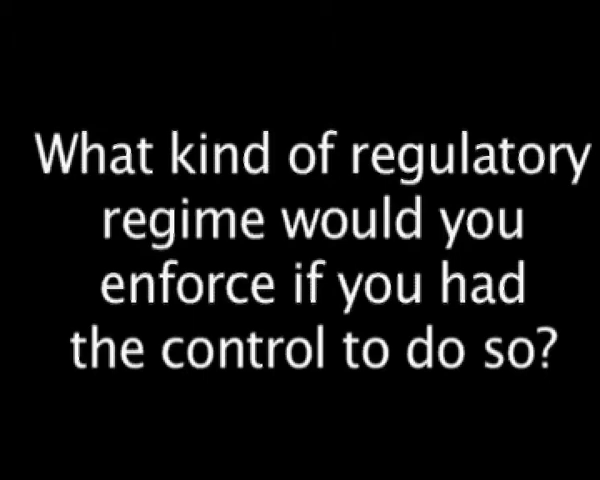 What kind of regulatory
regime would you
enforce if you had
the control to do so?